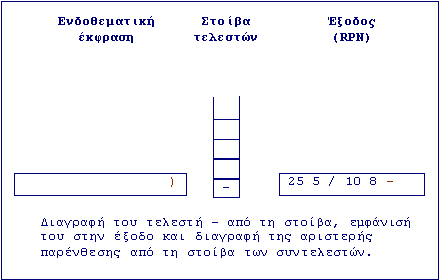 Ενδοθεματική Στοίβα Έξοδος
έκφραση τελεστών (RPN)
) - 25 5 / 10 8 -
Διαγραφή του τελεστή - από τη στοίβα, εμφάνισή
του στην έξοδο και διαγραφή της αριστερής
παρένθεσης από τη στοίβα των συντελεστών.